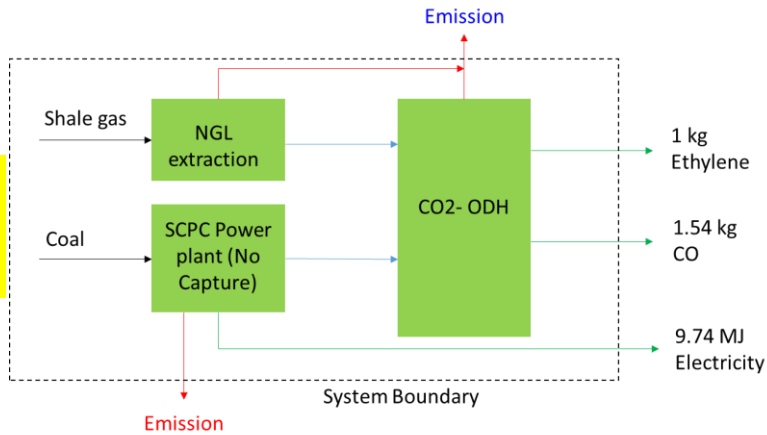 Emission
Shale gas
NGL
extraction
1 kg
Ethylene
CO2- ODH
Coal
SCPC Power
plant (No
Capture)
1.54 kg
CO
9.74 MJ
Electricity
System Boundary
Emission